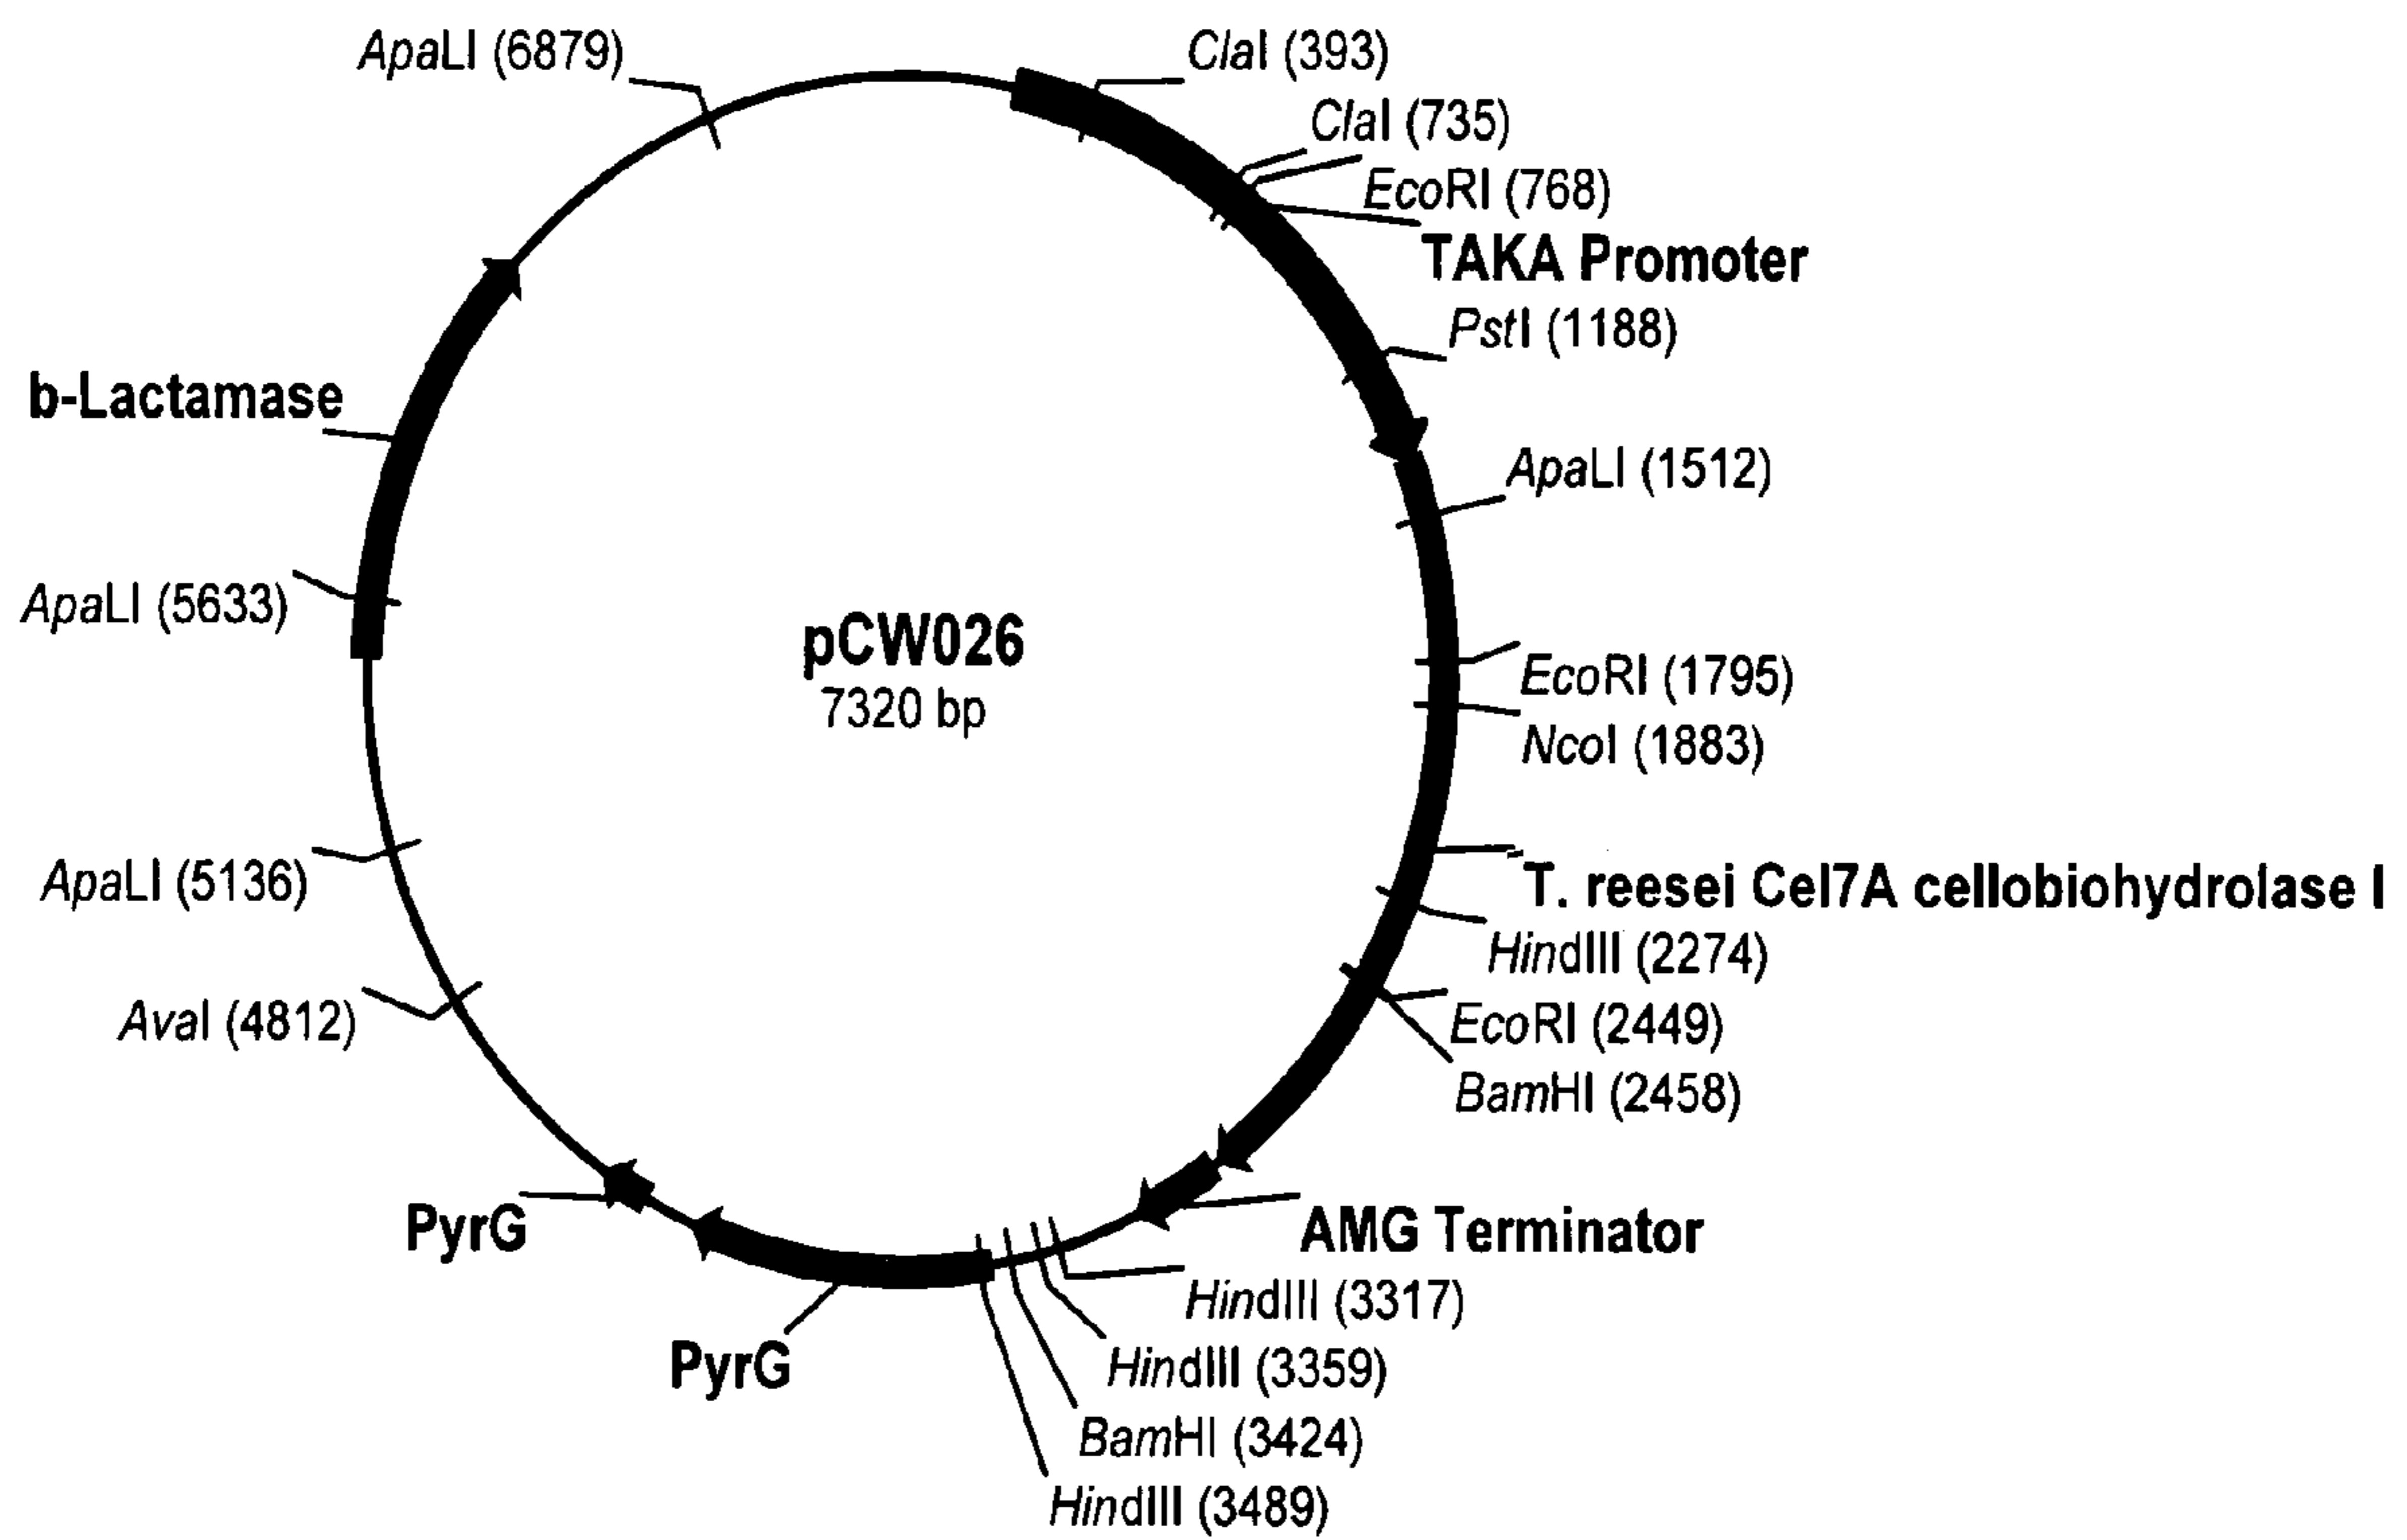 ApaLI (6879)
ClaI (393)
ClaI (735)
EcoRI (768)
TAKA Promoter
PstI (1188)
b-Lactamase
ApaLI (1512)
ApaLI (5633)
pCW026
7320 bp
EcoRI (1795)
NcoI (1883)
ApaLI (5136)
T. reesei Cel7A cellobiohydrolase I
HindIII (2274)
AvaI (4812)
EcoRI (2449)
BamHI (2458)
PyrG
AMG Terminator
HindIII (3317)
PyrG
HindIII (3359)
BamHI (3424)
HindIII (3489)